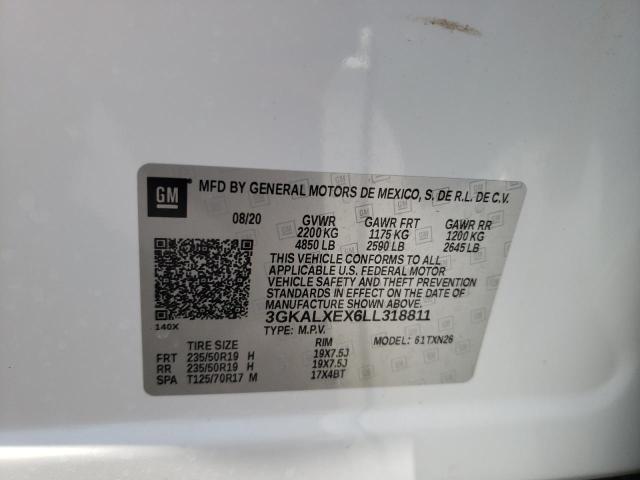 GM MFD BY GENERAL MOTORS DE MEXICO, S. DE R.L. DE C.V.
08/20 GVWR GAWR FRT GAWR RR
2200 KG 1175 KG 1200 KG
4850 LB 2590 LB 2645 LB
THIS VEHICLE CONFORMS TO ALL
APPLICABLE U.S. FEDERAL MOTOR
VEHICLE SAFETY AND THEFT PREVENTION
STANDARDS IN EFFECT ON THE DATE OF
MANUFACTURE SHOWN ABOVE.
3GKALXEX6LL318811
140X TYPE: M.P.V. MODEL: 61TXN26
TIRE SIZE RIM
FRT 235/50R19 H 19X7.5J
RR 235/50R19 H 19X7.5J
SPA T125/70R17 M 17X4BT